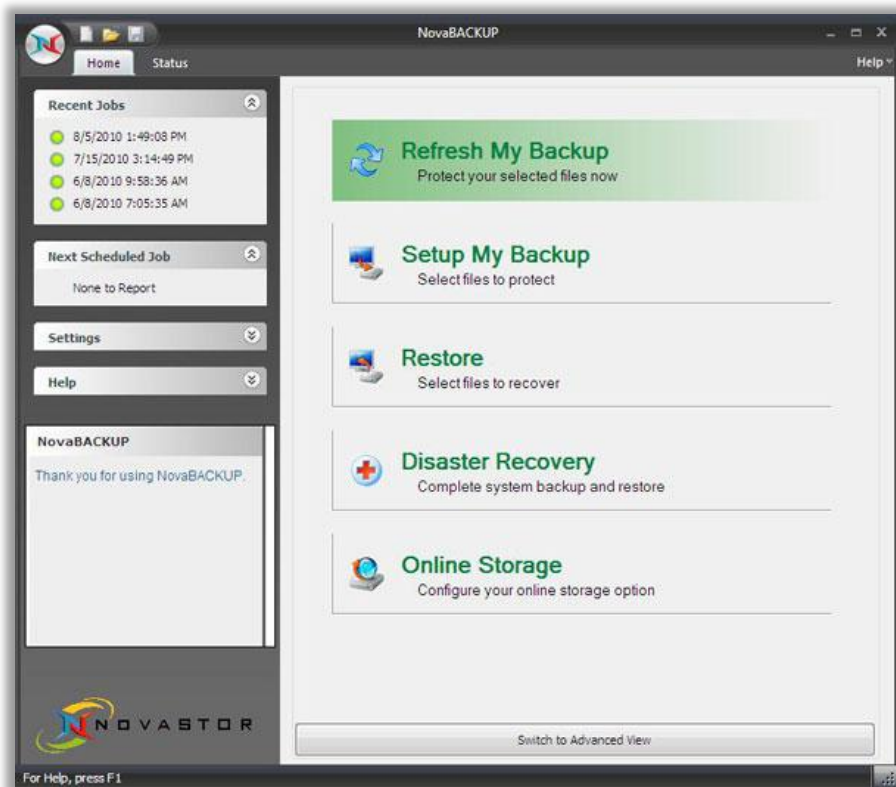 NovaBACKUP
Home Status Help
Recent Jobs
8/5/2010 1:49:08 PM
7/15/2010 3:14:49 PM
6/8/2010 9:58:36 AM
6/8/2010 7:05:35 AM
Next Scheduled Job
None to Report
Settings
Help
NovaBACKUP
Thank you for using NovaBACKUP.
NOVASTOR
Refresh My Backup
Protect your selected files now
Setup My Backup
Select files to protect
Restore
Select files to recover
Disaster Recovery
Complete system backup and restore
Online Storage
Configure your online storage option
Switch to Advanced View
For Help, press F1